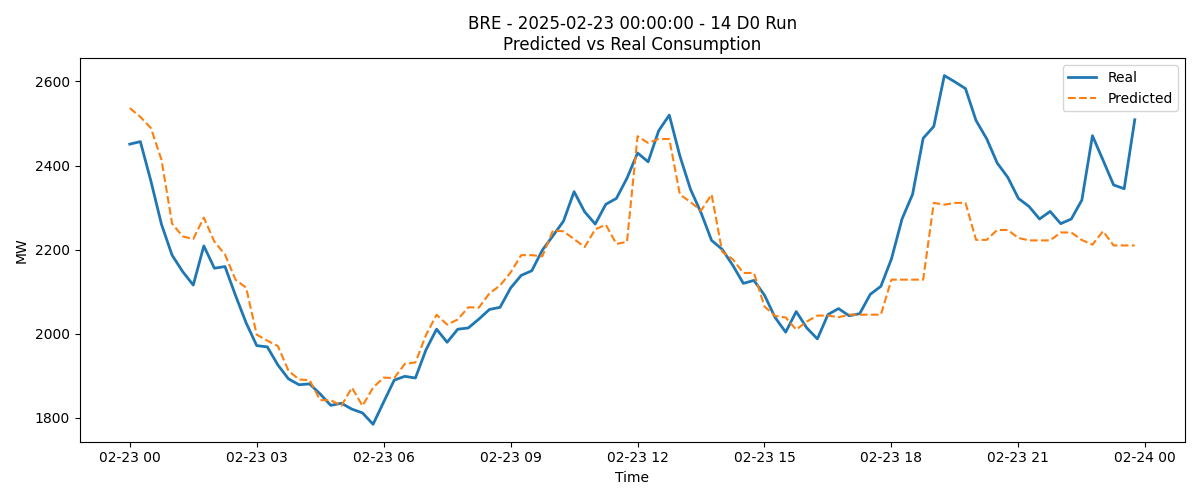 BRE - 2025-02-23 00:00:00 - 14 D0 Run
Predicted vs Real Consumption
Real
Predicted
MW
2600
2400
2200
2000
1800
02-23 00
02-23 03
02-23 06
02-23 09
02-23 12
02-23 15
02-23 18
02-23 21
02-24 00
Time